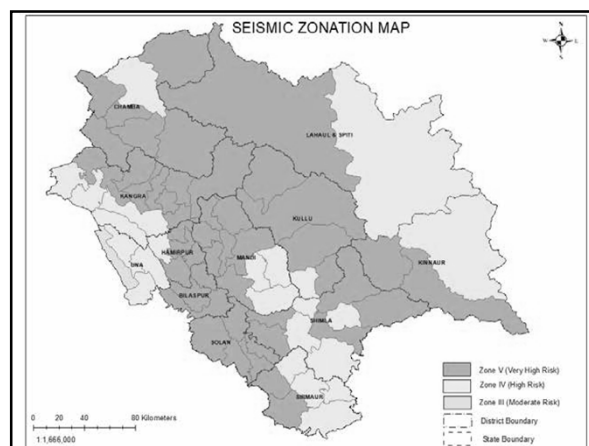 SEISMIC ZONATION MAP
N
W E
S
CHAMBA
LAHAUL & SPITI
KANGRA
KULLU
HAMIRPUR
MANDI
KINNAUR
UNA
BILASPUR
SHIMLA
SOLAN
SIRMAUR
Zone V (Very High Risk)
Zone IV (High Risk)
Zone III (Moderate Risk)
District Boundary
State Boundary
0 20 40 80 Kilometers
1:1,666,000